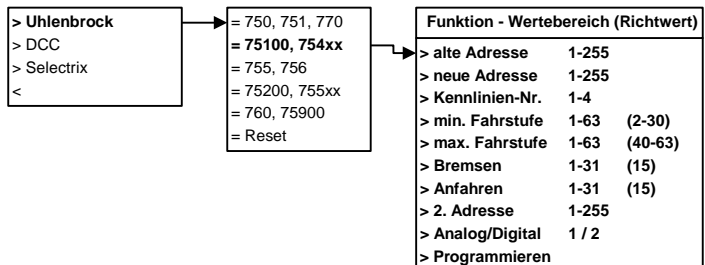 > Uhlenbrock
> DCC
> Selectrix
<
= 750, 751, 770
= 75100, 754xx
= 755, 756
= 75200, 755xx
= 760, 75900
= Reset
Funktion - Wertebereich (Richtwert)
> alte Adresse 1-255
> neue Adresse 1-255
> Kennlinien-Nr. 1-4
> min. Fahrstufe 1-63 (2-30)
> max. Fahrstufe 1-63 (40-63)
> Bremsen 1-31 (15)
> Anfahren 1-31 (15)
> 2. Adresse 1-255
> Analog/Digital 1 / 2
> Programmieren